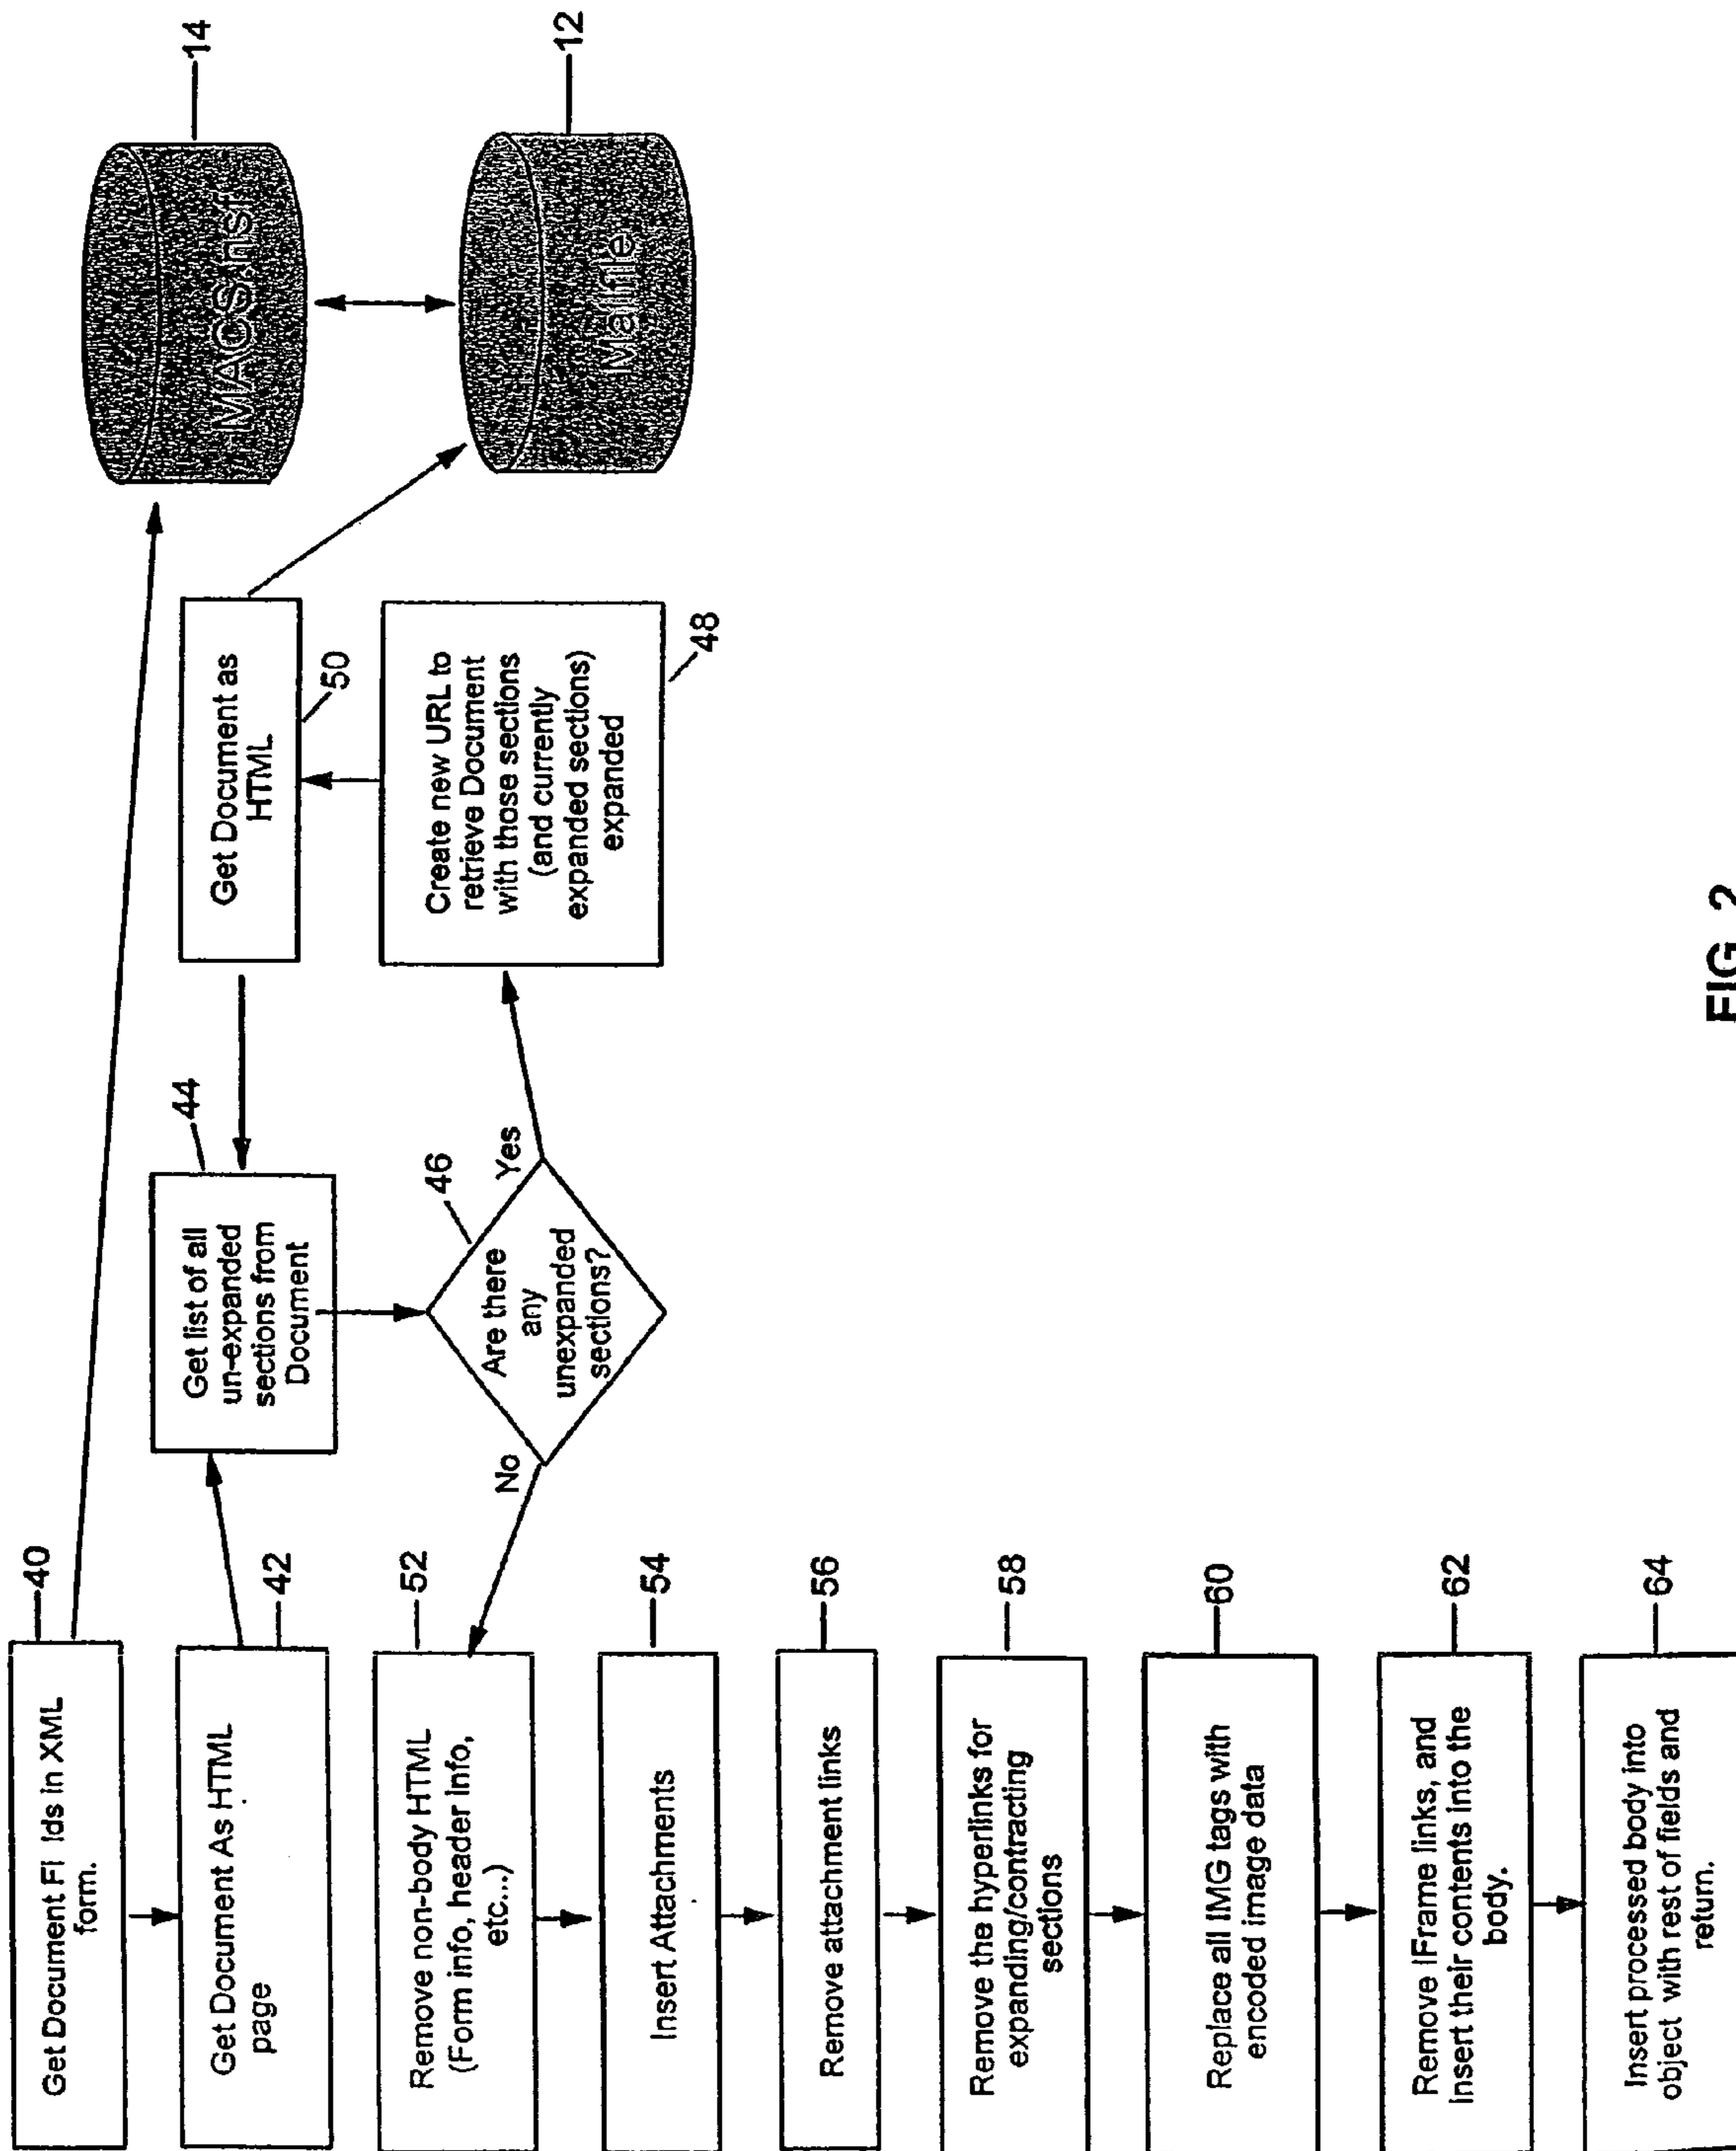 Get Document Fi lds in XML
form.
40
Get Document As HTML
page
42
Get list of all
un-expanded
sections from
Document
44
Are there
any
unexpanded
sections?
46
Yes
No
Create new URL to
retrieve Document
with those sections
(and currently
expanded sections)
expanded
48
Get Document as
HTML
50
MACS.nsf
14
Mailfile
12
Remove non-body HTML
(Form info, header info,
etc...)
52
Insert Attachments
54
Remove attachment links
56
Remove the hyperlinks for
expanding/contracting
sections
58
Replace all IMG tags with
encoded image data
60
Remove IFrame links, and
insert their contents into the
body.
62
Insert processed body into
object with rest of fields and
return.
64
FIG. 2